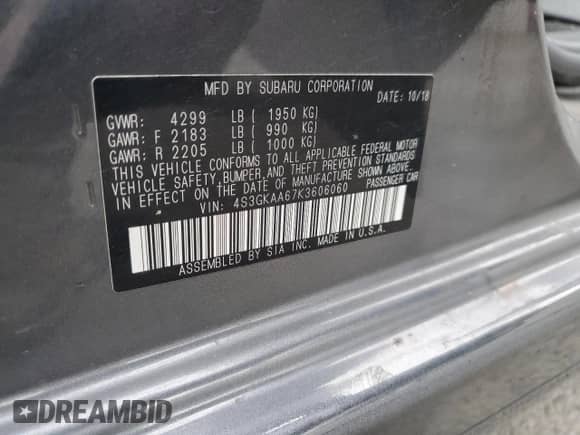 MFD BY SUBARU CORPORATION
DATE: 10/18
GVWR: 4299 LB ( 1950 KG)
GAWR: F 2183 LB ( 990 KG)
GAWR: R 2205 LB ( 1000 KG)
THIS VEHICLE CONFORMS TO ALL APPLICABLE FEDERAL MOTOR
VEHICLE SAFETY, BUMPER, AND THEFT PREVENTION STANDARDS
IN EFFECT ON THE DATE OF MANUFACTURE SHOWN ABOVE.
VIN: 4S3GKAA67K3606060 PASSENGER CAR
ASSEMBLED BY SIA INC. MADE IN U.S.A.
DREAMBID